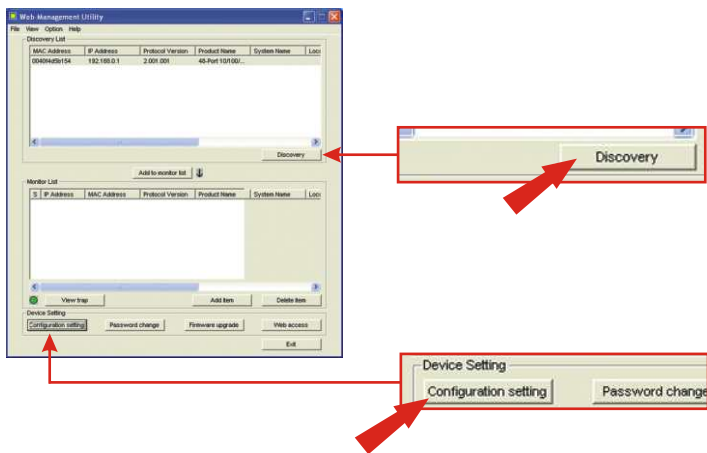 Web-Management Utility
File View Option Help
Discovery List
MAC Address IP Address Protocol Version Product Name System Name Loca
192.168.0.1 2.001.001 48-Port 10/100/...
Discovery
Add to monitor list
Monitor List
S IP Address MAC Address Protocol Version Product Name System Name Loca
View trap Add Item Delete Item
Device Setting
Configuration setting Password change Firmware upgrade Web access
Exit
Discovery
Device Setting
Configuration setting Password change